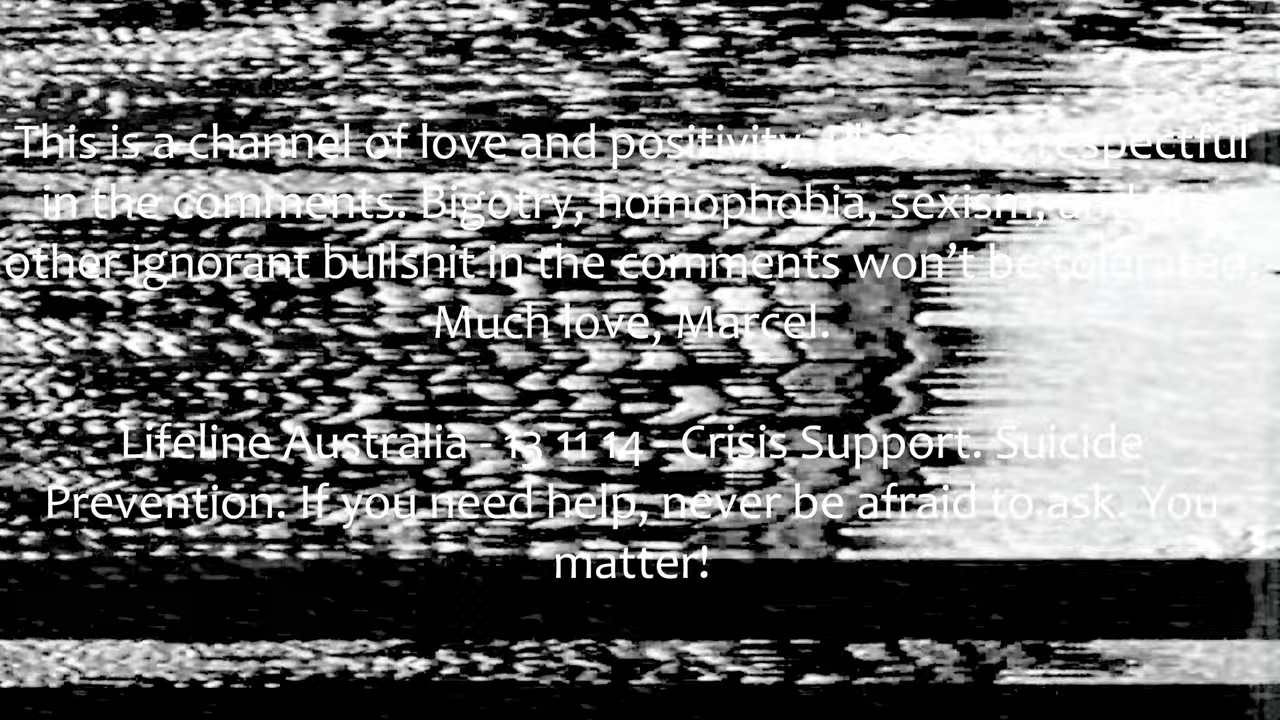 This is a channel of love and positivity. Please be respectful
in the comments. Bigotry, homophobia, sexism, and
other ignorant bullshit in the comments won't be
Much love, Marcel.
Lifeline Australia - 13 11 14 - Crisis Support. Suicide
Prevention. If you need help, never be afraid to ask. You
matter!